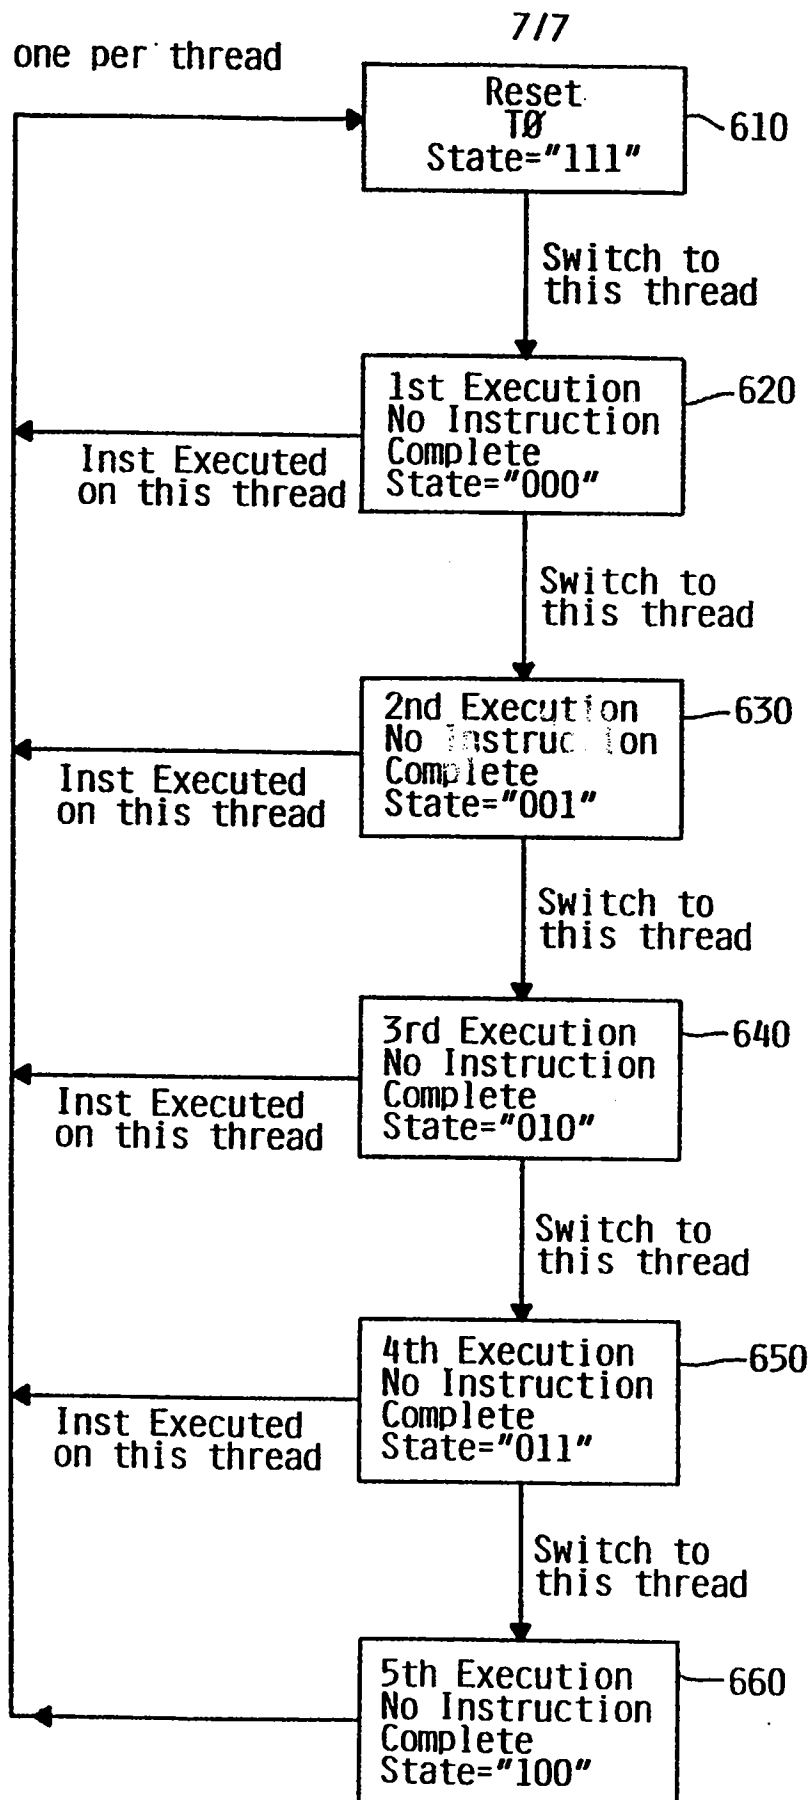 7/7
one per thread
Reset
TØ
State="111"
610
Switch to
this thread
1st Execution
No Instruction
Complete
State="000"
620
Inst Executed
on this thread
Switch to
this thread
2nd Execution
No Instruction
Complete
State="001"
630
Inst Executed
on this thread
Switch to
this thread
3rd Execution
No Instruction
Complete
State="010"
640
Inst Executed
on this thread
Switch to
this thread
4th Execution
No Instruction
Complete
State="011"
650
Inst Executed
on this thread
Switch to
this thread
5th Execution
No Instruction
Complete
State="100"
660